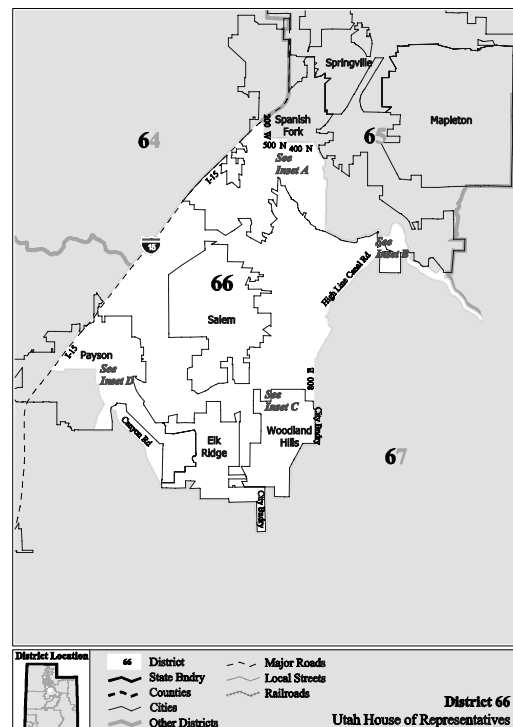 Springville
Mapleton
Spanish
Fork
300 W
500 N
400 N
64
65
See
Inset A
I-15
15
See
Inset B
High Line Canal Rd
66
Salem
Payson
I-15
See
Inset D
800 E
See
Inset C
City Bndry
Woodland
Hills
Elk
Ridge
Canyon Rd
67
City Bndry
District Location
66 District
State Bndry
Counties
Cities
Other Districts
Major Roads
Local Streets
Railroads
District 66
Utah House of Representatives